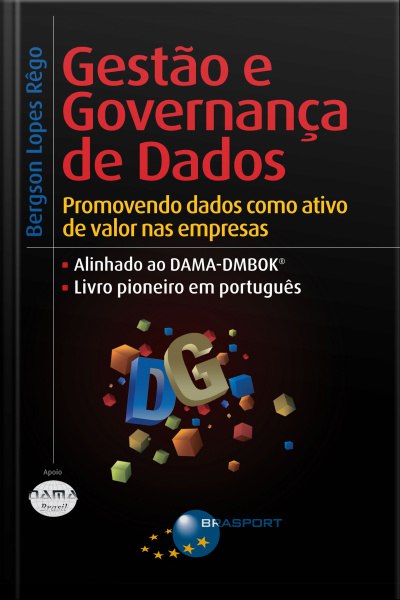 Bergson Lopes Rêgo
Gestão e
Governança
de Dados
Promovendo dados como ativo
de valor nas empresas
Alinhado ao DAMA-DMBOK®
Livro pioneiro em português
DG
Apoio
DAMA
Brasil
BRASPORT